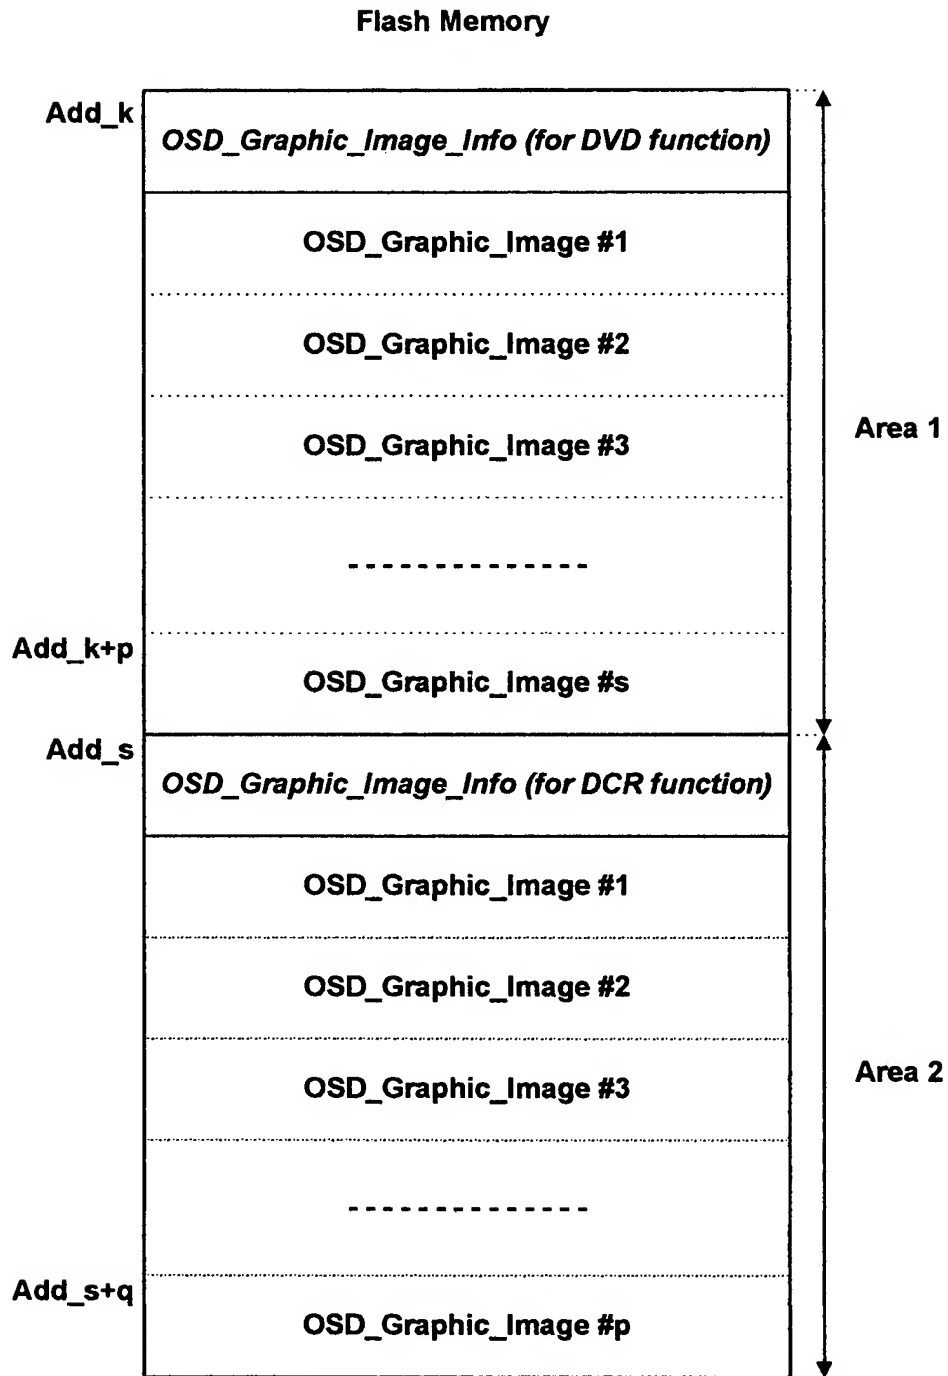 Flash Memory
Add_k
OSD_Graphic_Image_Info (for DVD function)
OSD_Graphic_Image #1
OSD_Graphic_Image #2
OSD_Graphic_Image #3
Area 1
Add_k+p
OSD_Graphic_Image #s
Add_s
OSD_Graphic_Image_Info (for DCR function)
OSD_Graphic_Image #1
OSD_Graphic_Image #2
OSD_Graphic_Image #3
Area 2
Add_s+q
OSD_Graphic_Image #p